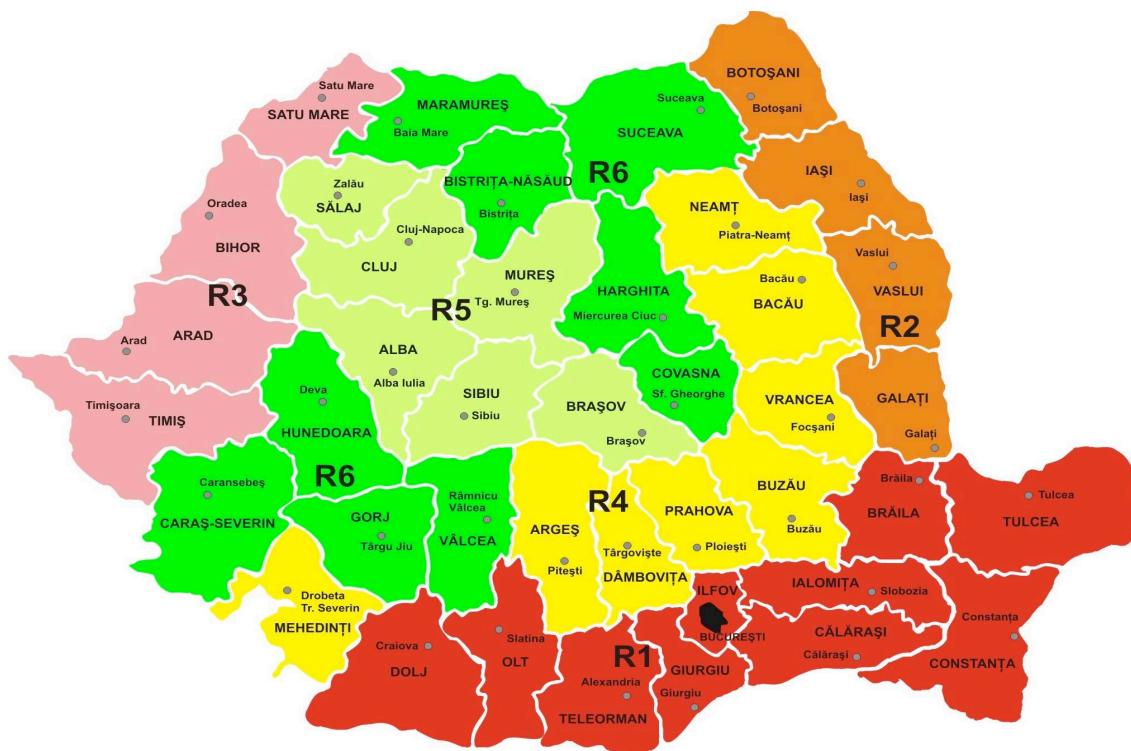 BOTOŞANI
Botoşani
Satu Mare
SATU MARE
MARAMUREŞ
Baia Mare
Suceava
SUCEAVA
R6
IAŞI
Iaşi
BISTRIŢA-NĂSĂUD
Bistriţa
Zalău
SĂLAJ
NEAMŢ
Piatra-Neamţ
Oradea
BIHOR
Cluj-Napoca
CLUJ
MUREŞ
Tg. Mureş
HARGHITA
Miercurea Ciuc
Bacău
BACĂU
Vaslui
VASLUI
R2
R3
R5
Arad
ARAD
ALBA
Alba Iulia
SIBIU
Sibiu
BRAŞOV
Braşov
COVASNA
Sf. Gheorghe
VRANCEA
Focşani
GALAŢI
Galaţi
Timişoara
TIMIŞ
Deva
HUNEDOARA
R6
Caransebeş
CARAŞ-SEVERIN
GORJ
Târgu Jiu
Râmnicu
Vâlcea
VÂLCEA
ARGEŞ
Piteşti
R4
Târgovişte
DÂMBOVIŢA
PRAHOVA
Ploieşti
BUZĂU
Buzău
Brăila
BRĂILA
Tulcea
TULCEA
Drobeta
Tr. Severin
MEHEDINŢI
Craiova
DOLJ
Slatina
OLT
R1
Alexandria
TELEORMAN
GIURGIU
Giurgiu
ILFOV
BUCUREŞTI
IALOMIŢA
Slobozia
CĂLĂRAŞI
Călăraşi
Constanţa
CONSTANŢA